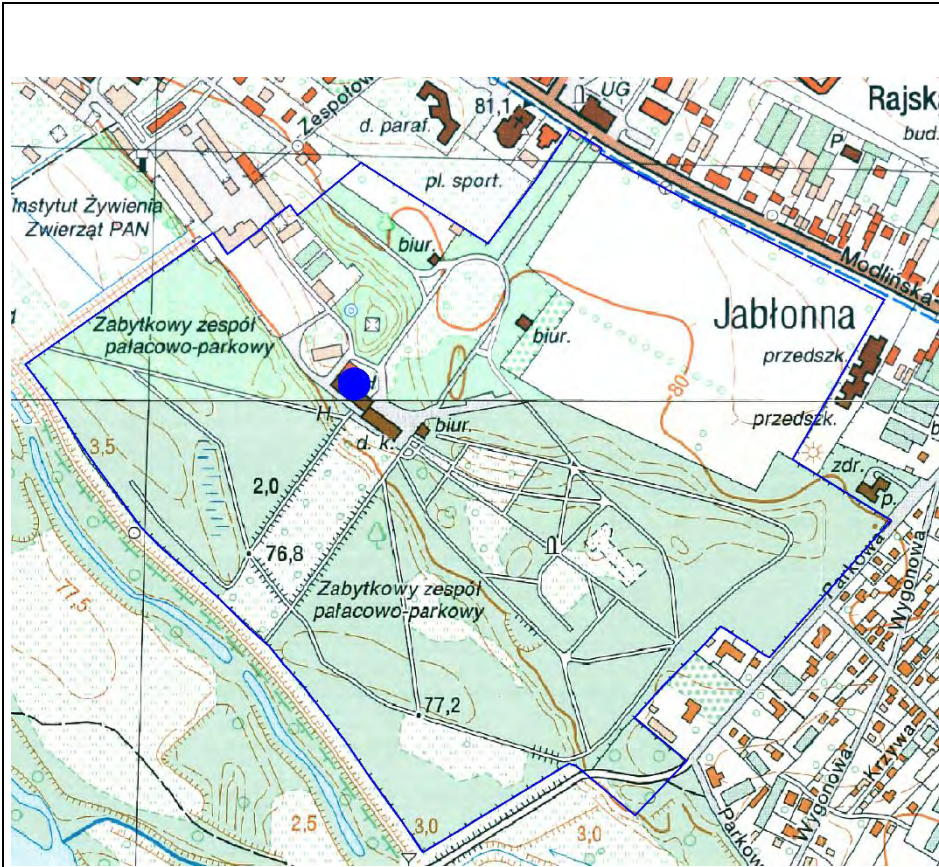 Zespołow
d. paraf.
81,1
UG
Rajsk
bud.
P
pl. sport.
Instytut Żywienia
Zwierząt PAN
biur.
Modlińska
Jabłonna
biur.
Zabytkowy zespół
pałacowo-parkowy
przedszk.
80
H
H
przedszk.
biur.
d. k.
3,5
2,0
zdr.
p.
76,8
77,5
Parkowa
Wygonowa
Zabytkowy zespół
pałacowo-parkowy
77,2
Krzywa
Wygonowa
Parkow
2,5
3,0
3,0